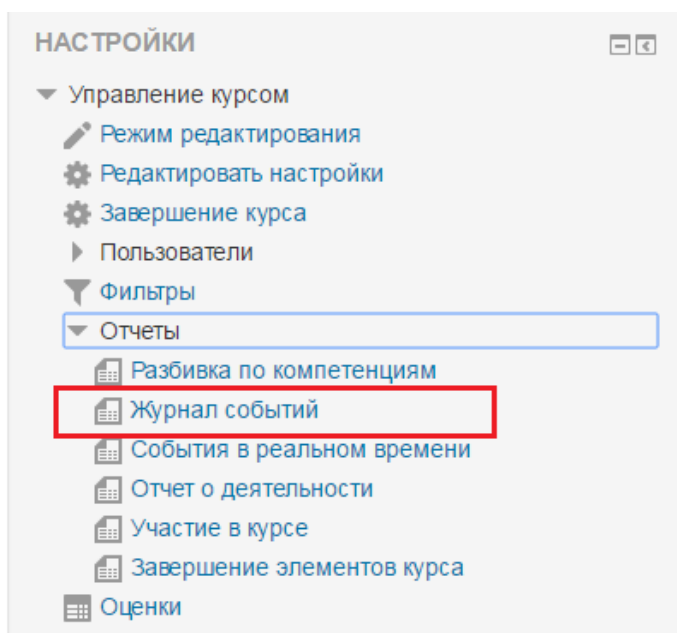 НАСТРОЙКИ
Управление курсом
Режим редактирования
Редактировать настройки
Завершение курса
Пользователи
Фильтры
Отчеты
Разбивка по компетенциям
Журнал событий
События в реальном времени
Отчет о деятельности
Участие в курсе
Завершение элементов курса
Оценки